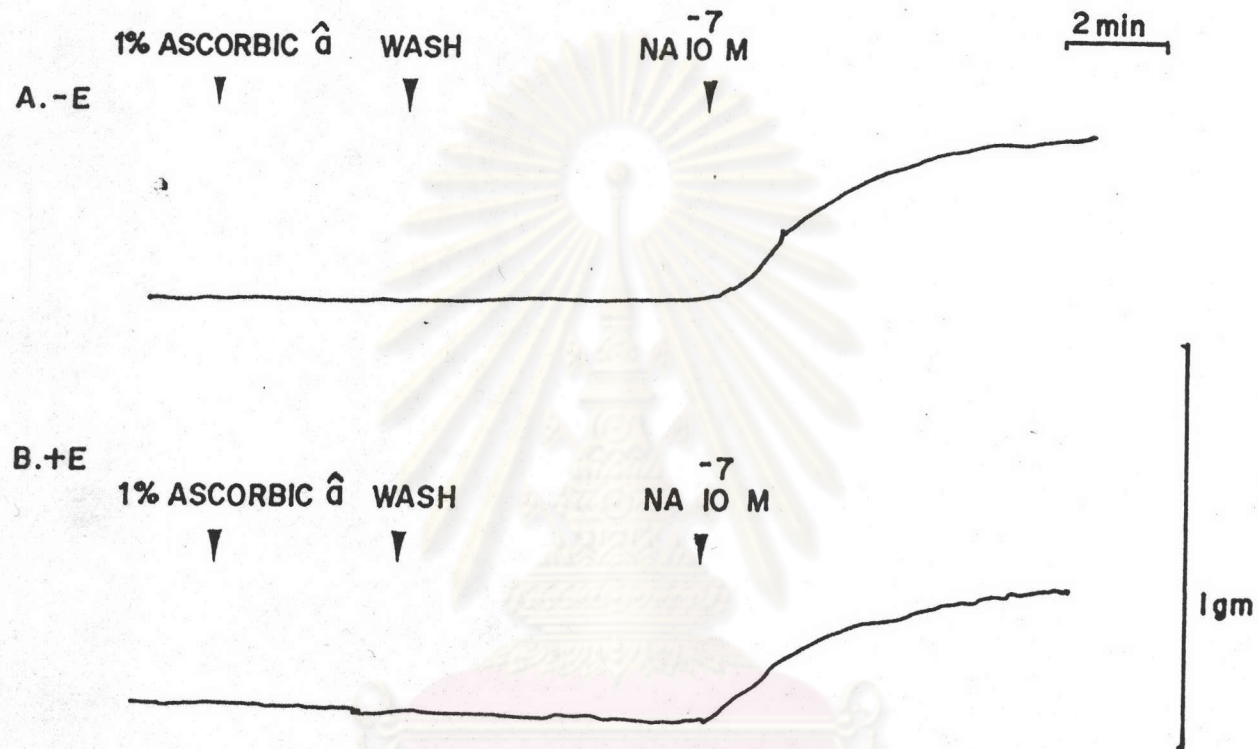 2 min
1% ASCORBIC â WASH NA 10⁻⁷ M
A.-E
B.+E
1% ASCORBIC â WASH NA 10⁻⁷ M
1gm